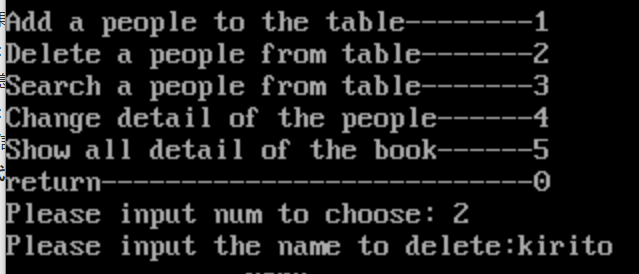 Add a people to the table--------1
Delete a people from table-------2
Search a people from table-------3
Change detail of the people------4
Show all detail of the book------5
return---------------------------0
Please input num to choose: 2
Please input the name to delete:kirito